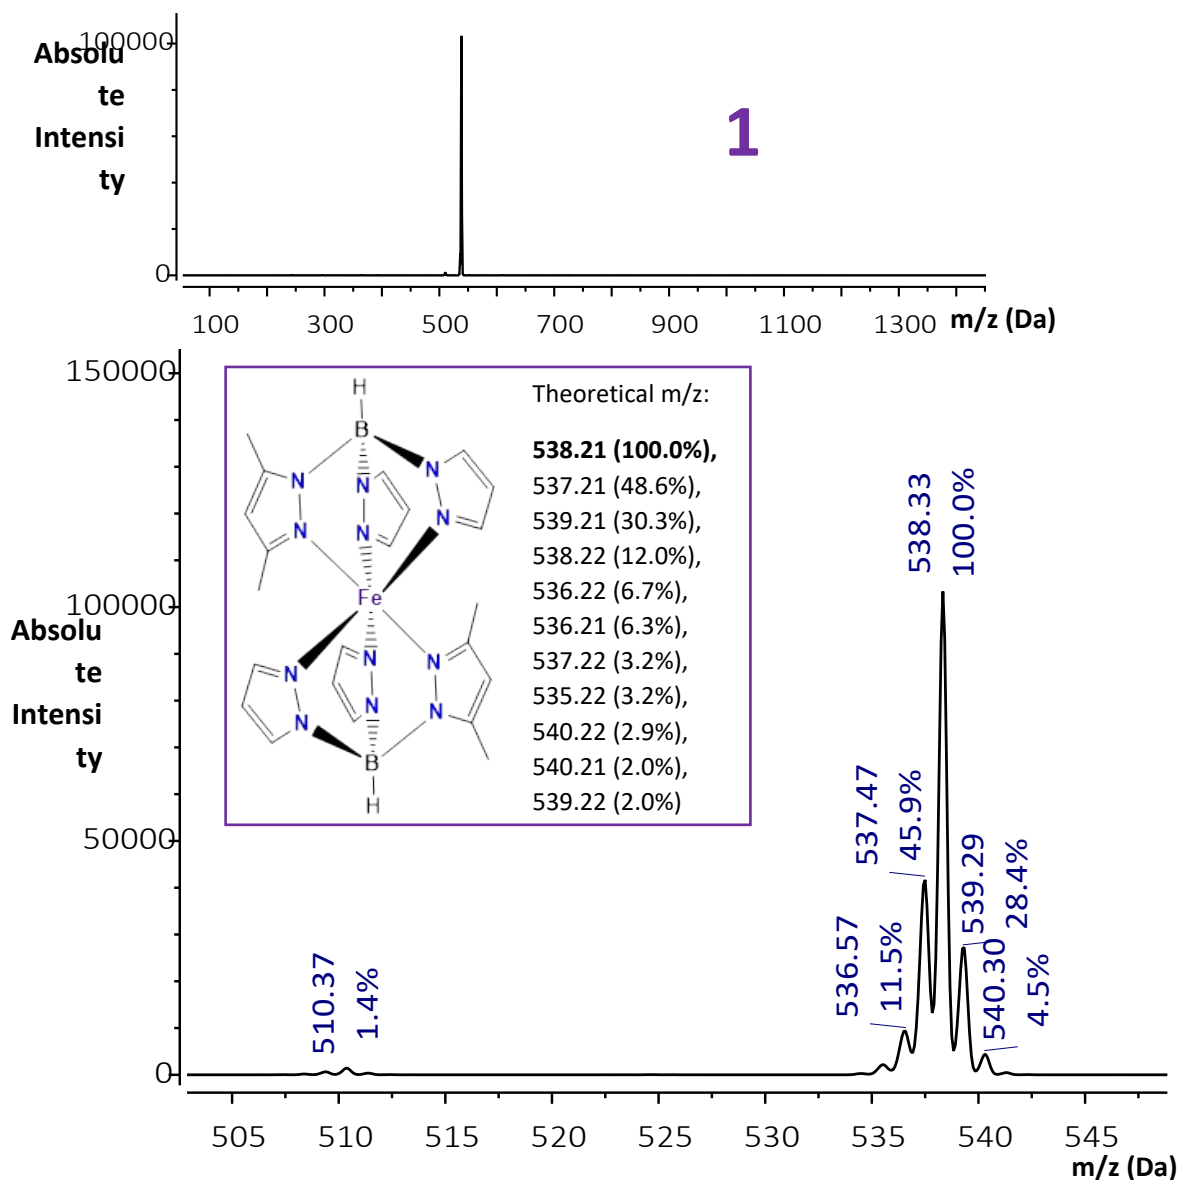 100000
Absolu
te
Intensi
ty
0
1
100
300
500
700
900
1100
1300
m/z (Da)
150000
100000
Absolu
te
Intensi
ty
50000
0
H
B
N
N
N
N
N
N
Fe
N
N
N
N
N
N
B
H
Theoretical m/z:
538.21 (100.0%),
537.21 (48.6%),
539.21 (30.3%),
538.22 (12.0%),
536.22 (6.7%),
536.21 (6.3%),
537.22 (3.2%),
535.22 (3.2%),
540.22 (2.9%),
540.21 (2.0%),
539.22 (2.0%)
510.37
1.4%
536.57
11.5%
537.47
45.9%
538.33
100.0%
539.29
28.4%
540.30
4.5%
505
510
515
520
525
530
535
540
545
m/z (Da)